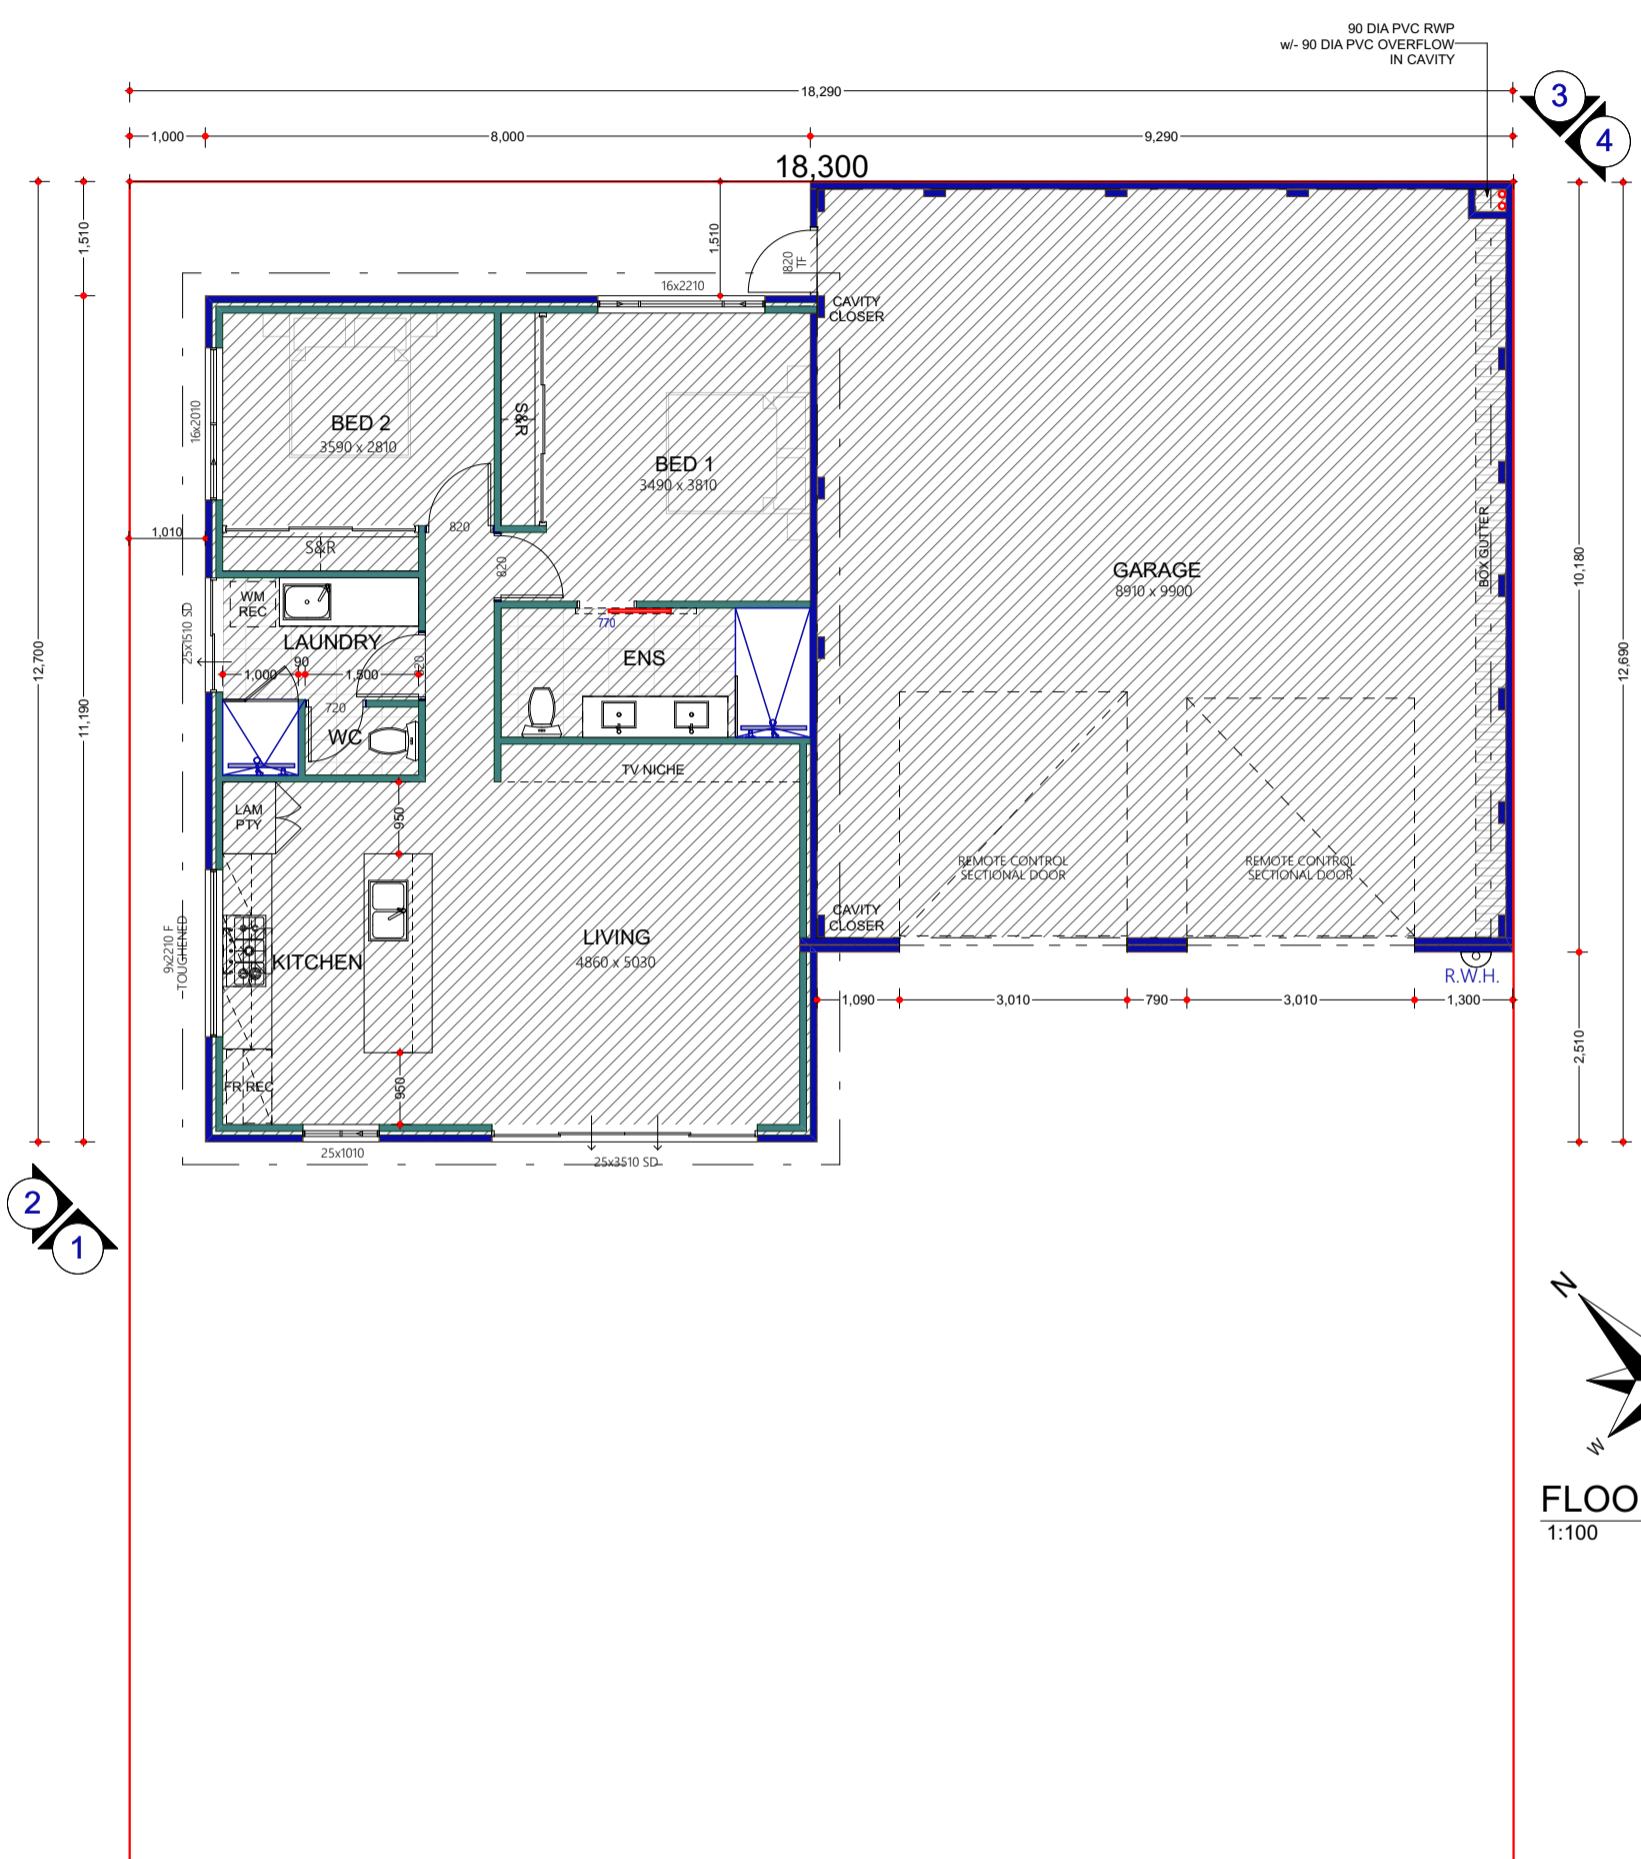 90 DIA PVC RWP
w/- 90 DIA PVC OVERFLOW
IN CAVITY
18,290
3
4
1,000
8,000
9,290
18,300
1,510
1,510
820
TF
16x2210
CAVITY
CLOSER
16x2010
BED 2
3590 x 2810
S&R
BED 1
3490 x 3810
820
1,010
S&R
820
GARAGE
8910 x 9900
BOX GUTTER
10,180
12,690
12,700
11,190
WM
REC
25x1510 SD
LAUNDRY
770
ENS
90
1,000
1,500
820
720
WC
TV NICHE
LAM
PTY
950
REMOTE CONTROL
SECTIONAL DOOR
REMOTE CONTROL
SECTIONAL DOOR
CAVITY
CLOSER
9x2210 F
TOUGHENED
KITCHEN
LIVING
4860 x 5030
R.W.H.
1,090
3,010
790
3,010
1,300
2,510
FR REC
950
25x1010
25x3510 SD
2
1
N
W
FLOO
1:100